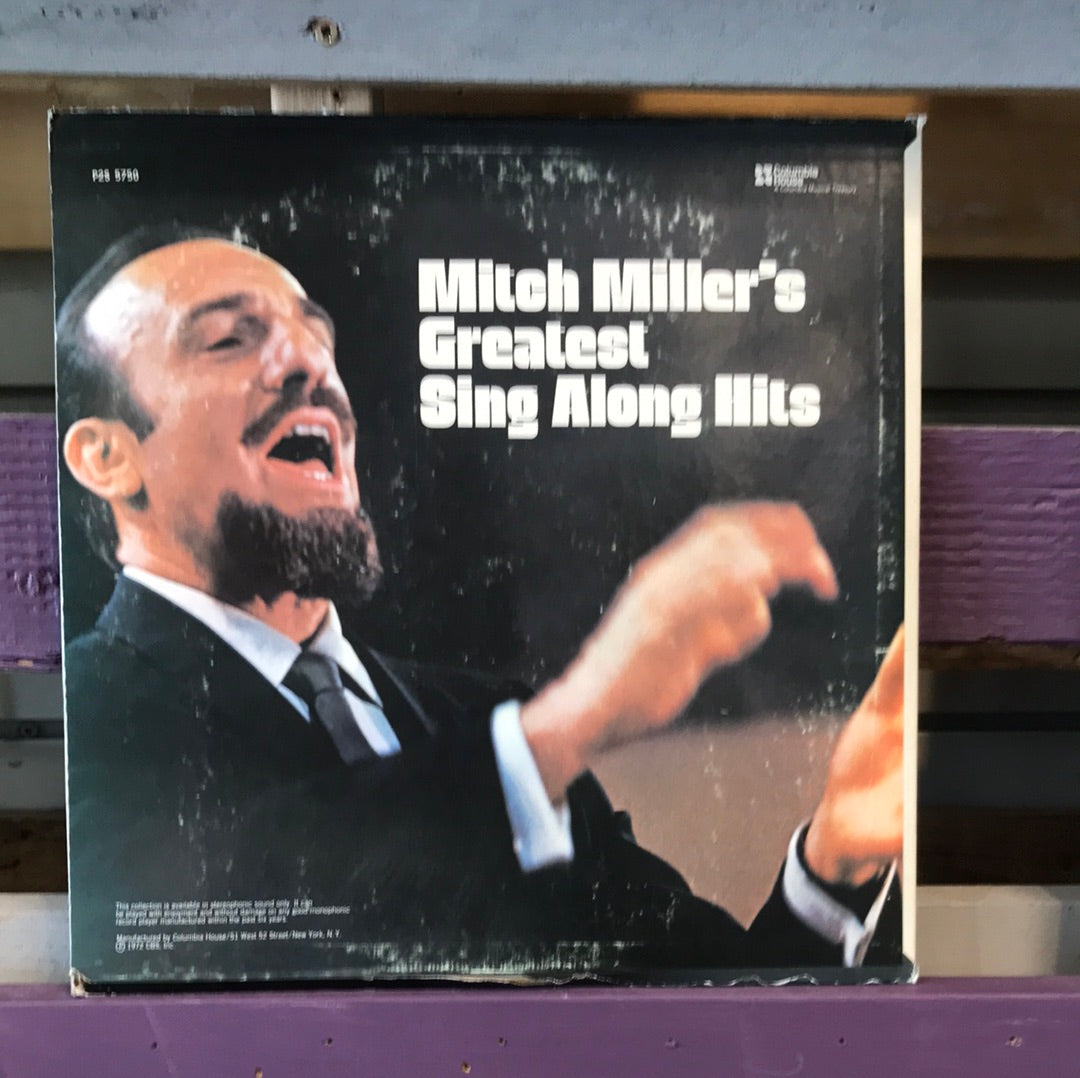 P2S 5750
Columbia
House
A Columbia Musical Treasury
Mitch Miller's
Greatest
Sing Along Hits
This collection is available in stereophonic sound only. It can
be played with enjoyment and without damage on any good monophonic
record player manufactured within the past six years.
Manufactured by Columbia House/51 West 52 Street/New York, N.Y.
Ⓟ 1972 CBS, Inc.